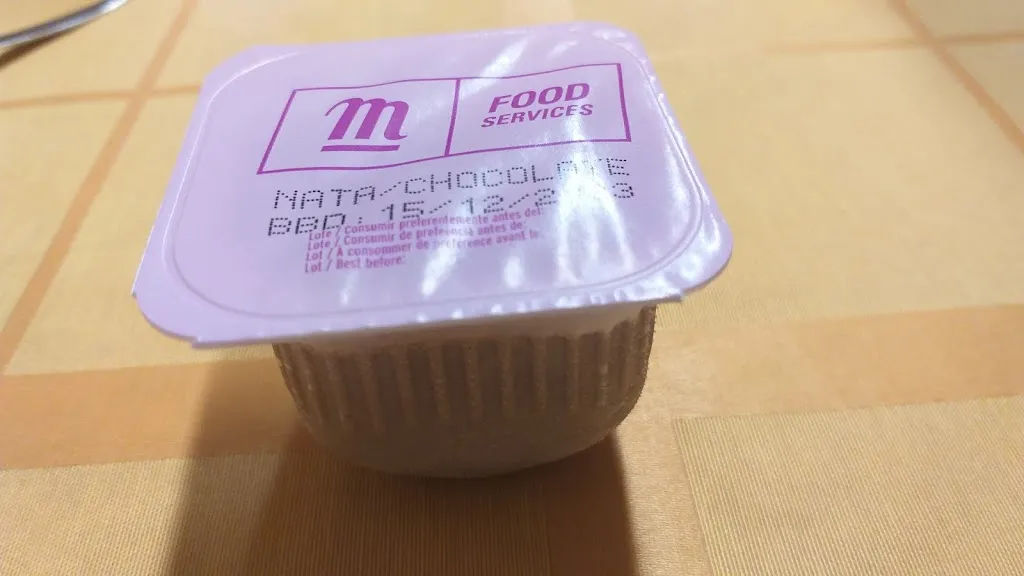 m
FOOD
SERVICES
NATA/CHOCOLATE
BBD: 15/12/2023
Lote / Consumir preferentemente antes del:
Lote / Consumir de preferência antes de:
Lot / A consommer de préférence avant le:
Lot / Best before: